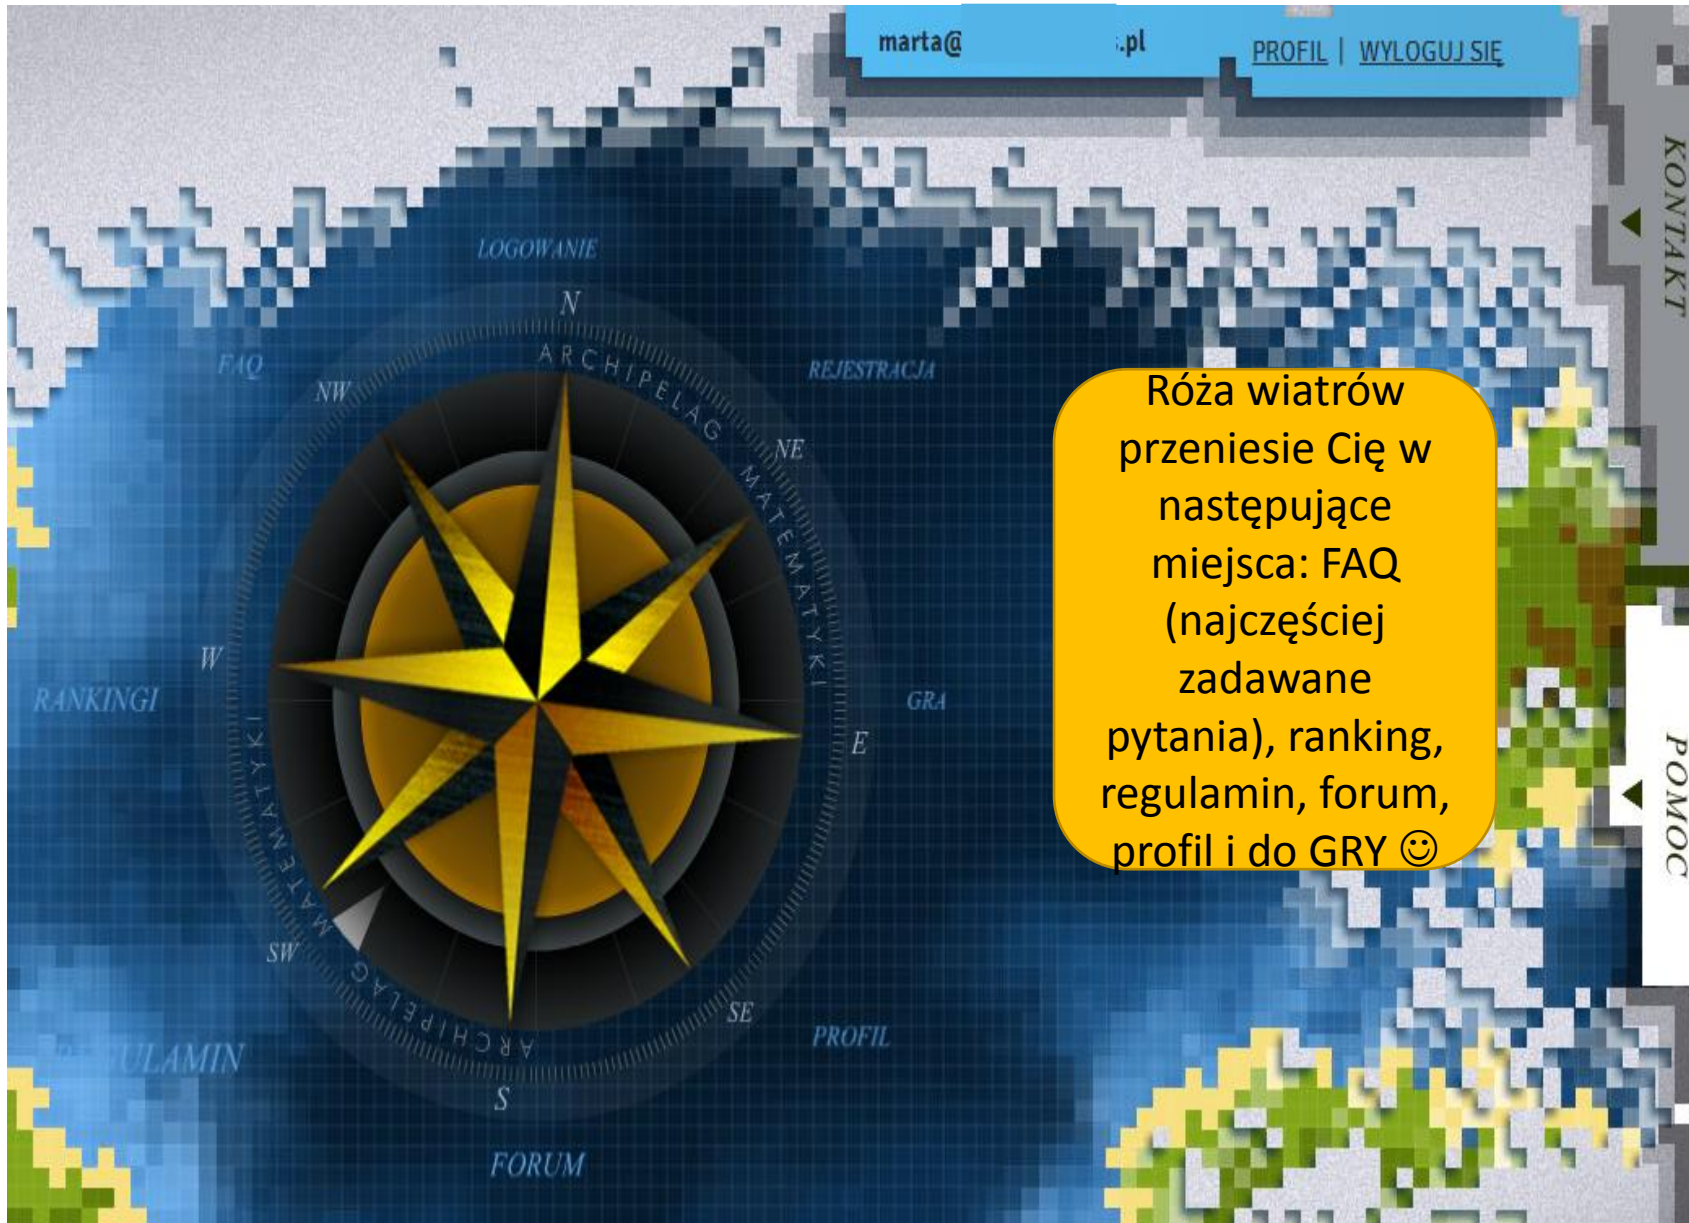 marta@
.pl
PROFIL | WYLOGUJ SIĘ
KONTAKT
LOGOWANIE
N
FAQ
NW
ARCHIPELAG MATEMATYKI
REJESTRACJA
NE
Róża wiatrów
przeniesie Cię w
następujące
miejsca: FAQ
(najczęściej
zadawane
pytania), ranking,
regulamin, forum,
profil i do GRY ☺
W
RANKINGI
GRA
E
POMOC
SW
ARCHIPELAG MATEMATYKI
SE
PROFIL
ULAMIN
S
FORUM